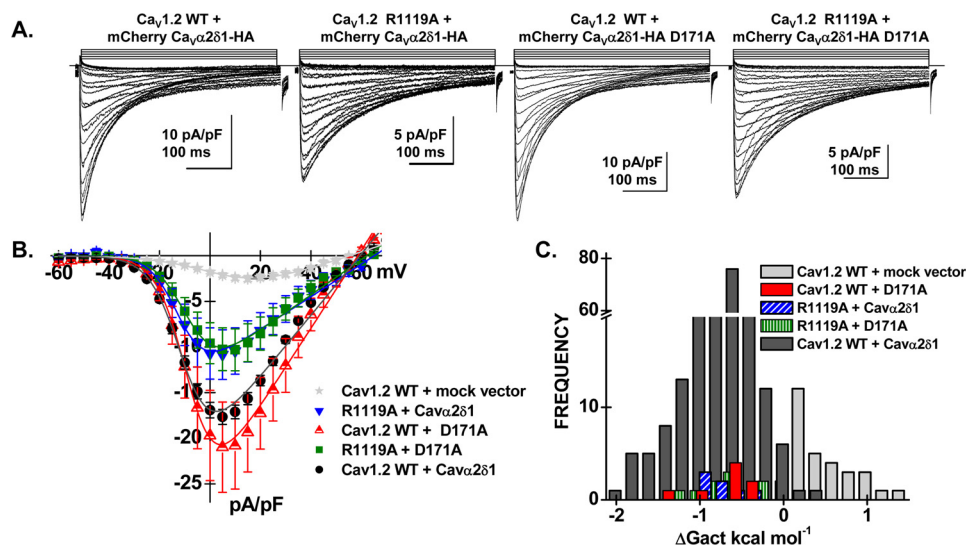 A.
CaV1.2 WT +
mCherry CaVα2δ1-HA
CaV1.2 R1119A +
mCherry CaVα2δ1-HA
CaV1.2 WT +
mCherry CaVα2δ1-HA D171A
CaV1.2 R1119A +
mCherry CaVα2δ1-HA D171A
10 pA/pF
100 ms
5 pA/pF
100 ms
10 pA/pF
100 ms
5 pA/pF
100 ms
B.
-60 -40 -20 20 40 60 mV
-5
-1
-1
-20
-25
pA/pF
Cav1.2 WT + mock vector
R1119A + Cavα2δ1
Cav1.2 WT + D171A
R1119A + D171A
Cav1.2 WT + Cavα2δ1
C.
80
60
10
0
FREQUENCY
Cav1.2 WT + mock vector
Cav1.2 WT + D171A
R1119A + Cavα2δ1
R1119A + D171A
Cav1.2 WT + Cavα2δ1
-2 -1 0 1
ΔGact kcal mol-1